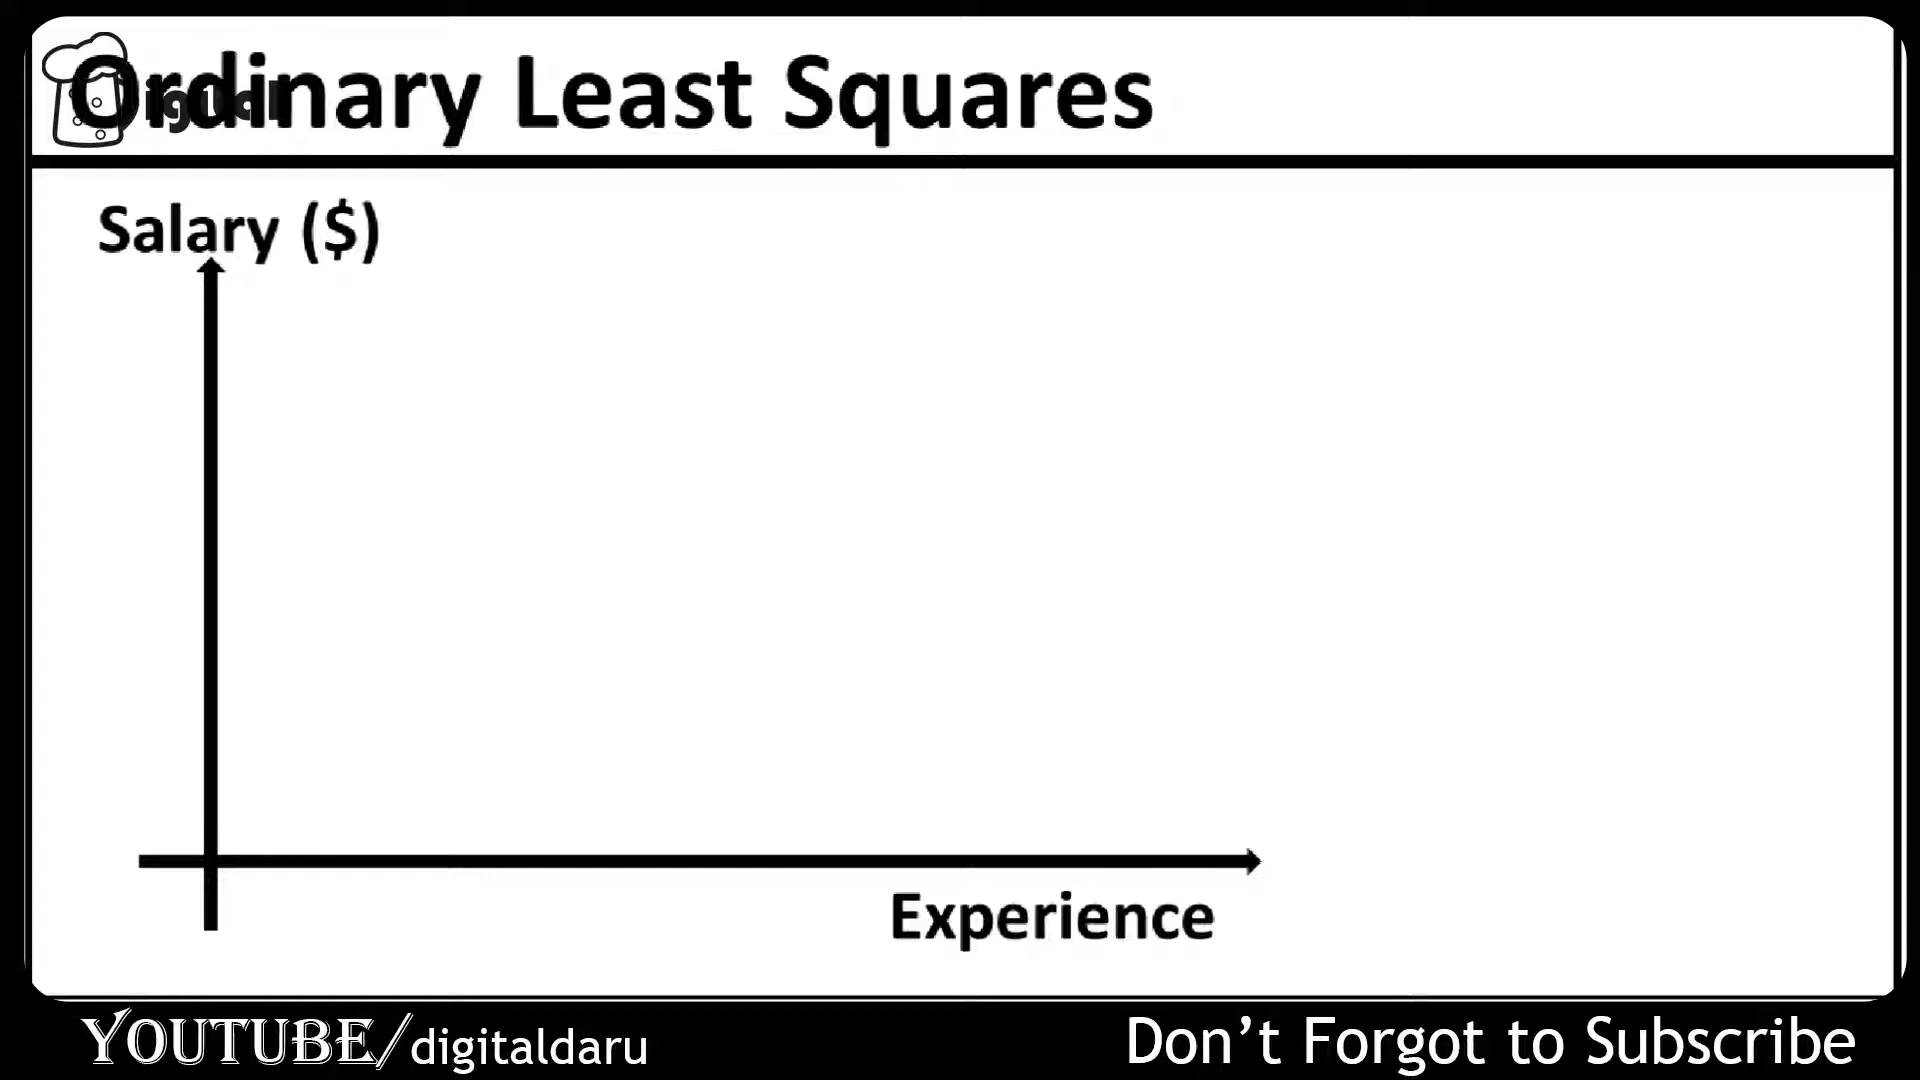 Ordinary Least Squares
Salary ($)
Experience
YOUTUBE/digitaldaru
Don’t Forgot to Subscribe